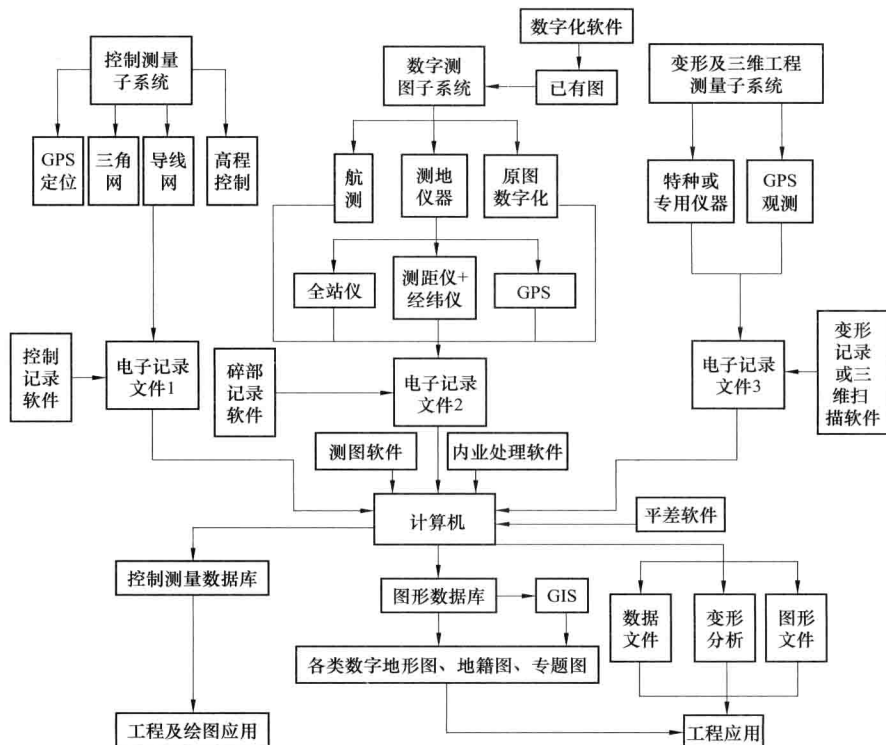 数字化软件
控制测量
子系统
数字测
图子系统
已有图
变形及三维工程
测量子系统
GPS
定位
三角
网
导线
网
高程
控制
航
测
测地
仪器
原图
数字化
特种或
专用仪器
GPS
观测
全站仪
测距仪+
经纬仪
GPS
控制
记录
软件
电子记录
文件1
碎部
记录
软件
电子记录
文件2
电子记录
文件3
变形
记录
或三
维扫
描软件
测图软件
内业处理软件
计算机
平差软件
控制测量数据库
图形数据库
GIS
数据
文件
变形
分析
图形
文件
各类数字地形图、地籍图、专题图
工程及绘图应用
工程应用